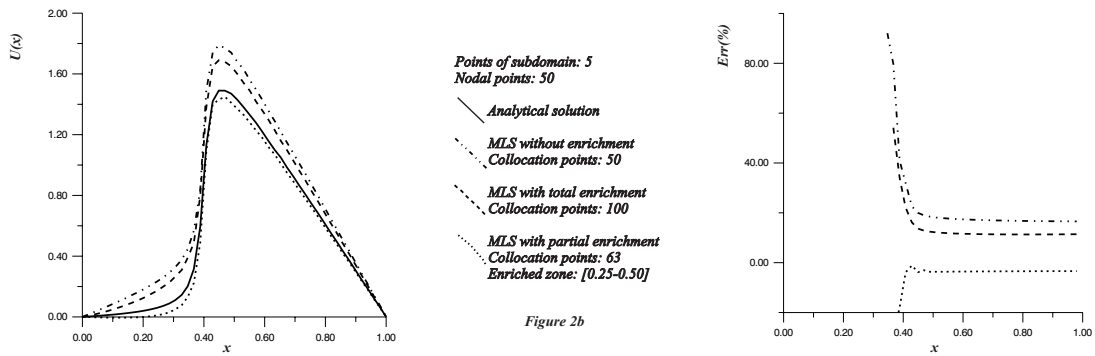 U(x)
2.00
1.60
1.20
0.80
0.40
0.00
0.00 0.20 0.40 0.60 0.80 1.00
x
Points of subdomain: 5
Nodal points: 50
Analytical solution
MLS without enrichment
Collocation points: 50
MLS with total enrichment
Collocation points: 100
MLS with partial enrichment
Collocation points: 63
Enriched zone: [0.25-0.50]
Figure 2b
Err(%)
80.00
40.00
0.00
0.00 0.20 0.40 0.60 0.80 1.00
x